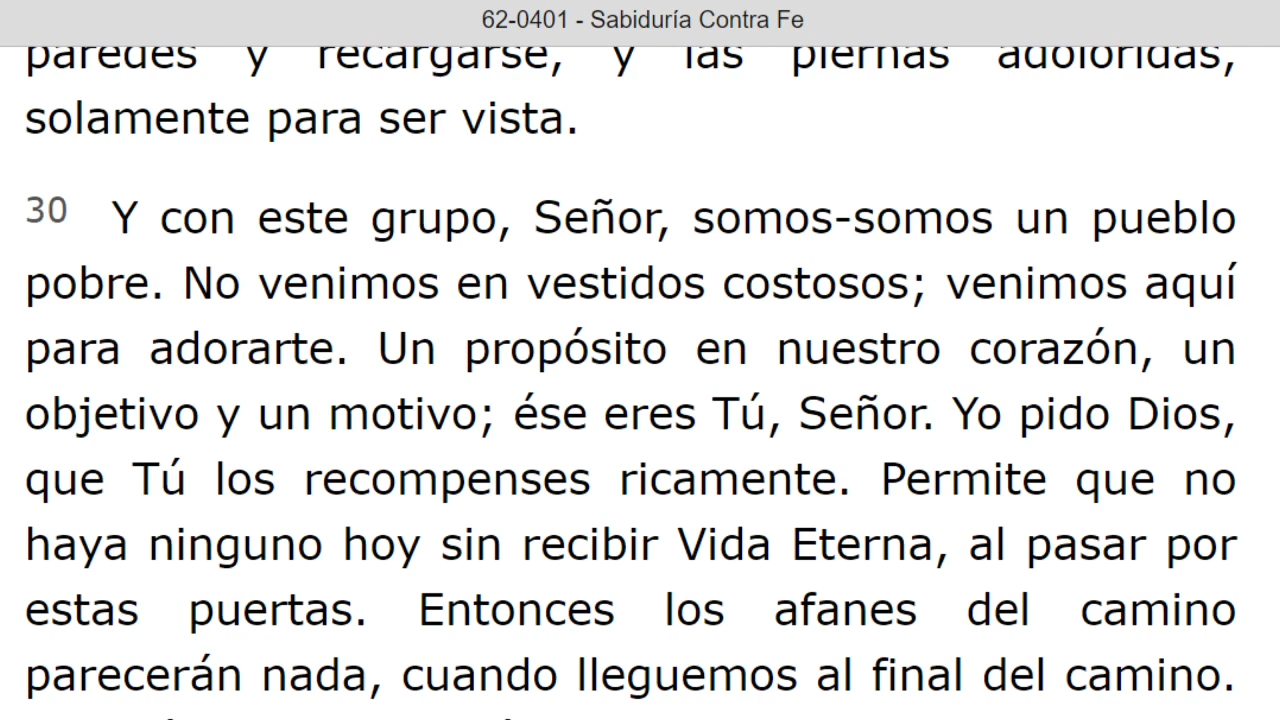 62-0401 - Sabiduría Contra Fe
paredes y recargarse, y las piernas adoloridas,
solamente para ser vista.
30 Y con este grupo, Señor, somos-somos un pueblo
pobre. No venimos en vestidos costosos; venimos aquí
para adorarte. Un propósito en nuestro corazón, un
objetivo y un motivo; ése eres Tú, Señor. Yo pido Dios,
que Tú los recompenses ricamente. Permite que no
haya ninguno hoy sin recibir Vida Eterna, al pasar por
estas puertas. Entonces los afanes del camino
parecerán nada, cuando lleguemos al final del camino.